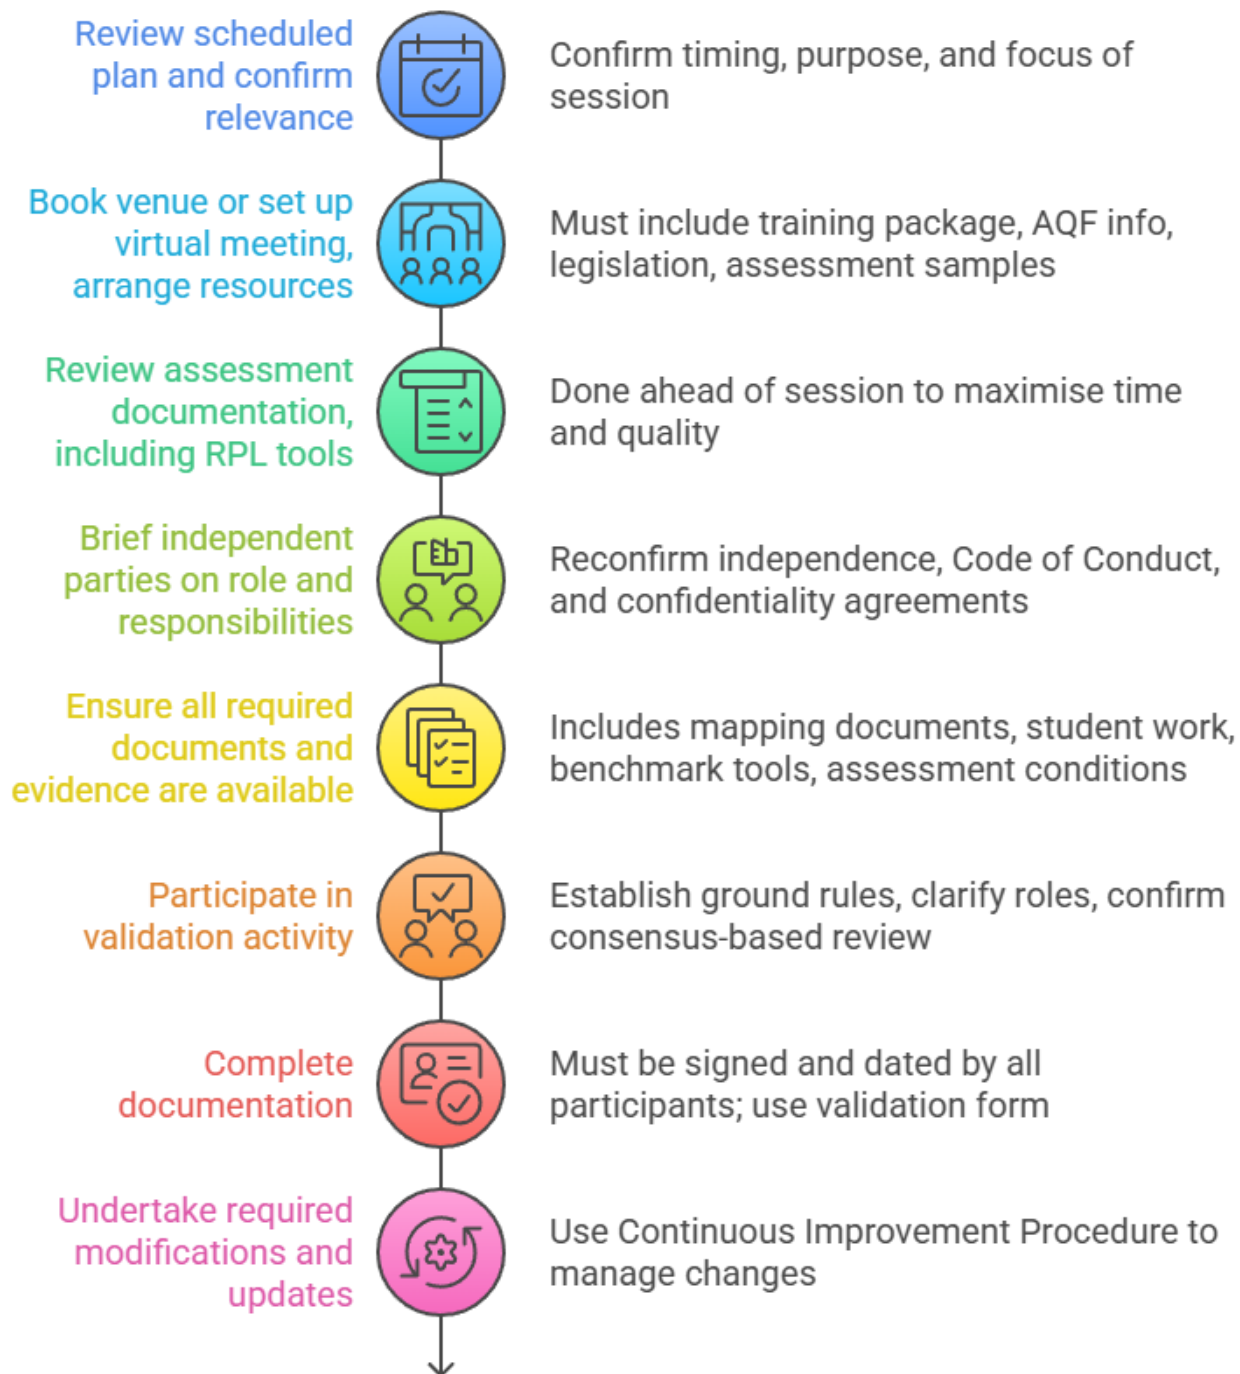 Review scheduled
plan and confirm
relevance
Confirm timing, purpose, and focus of
session
Book venue or set up
virtual meeting,
arrange resources
Must include training package, AQF info,
legislation, assessment samples
Review assessment
documentation,
including RPL tools
Done ahead of session to maximise time
and quality
Brief independent
parties on role and
responsibilities
Reconfirm independence, Code of Conduct,
and confidentiality agreements
Ensure all required
documents and
evidence are available
Includes mapping documents, student work,
benchmark tools, assessment conditions
Participate in
validation activity
Establish ground rules, clarify roles, confirm
consensus-based review
Complete
documentation
Must be signed and dated by all
participants; use validation form
Undertake required
modifications and
updates
Use Continuous Improvement Procedure to
manage changes